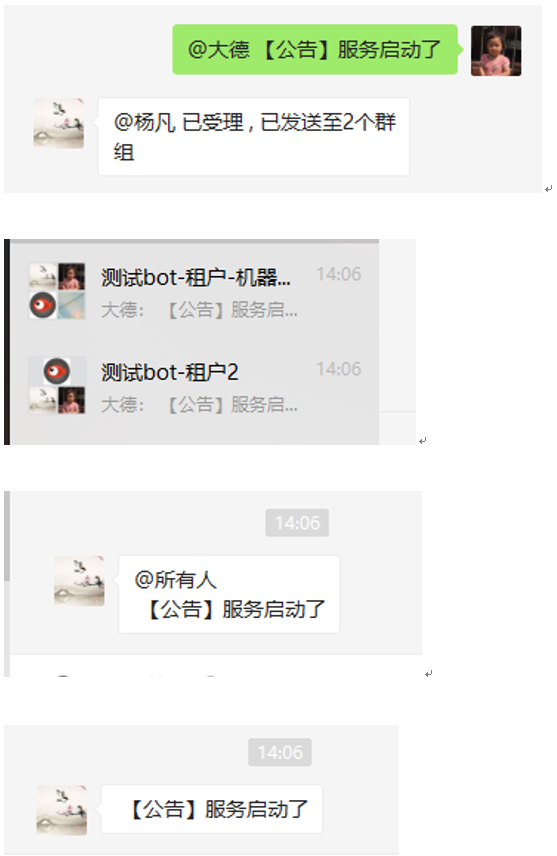 @大德 【公告】服务启动了
@杨凡 已受理 , 已发送至2个群
组
测试bot-租户-机器... 14:06
大德： 【公告】服务启...
测试bot-租户2 14:06
大德： 【公告】服务启...
14:06
@所有人
【公告】服务启动了
14:06
【公告】服务启动了